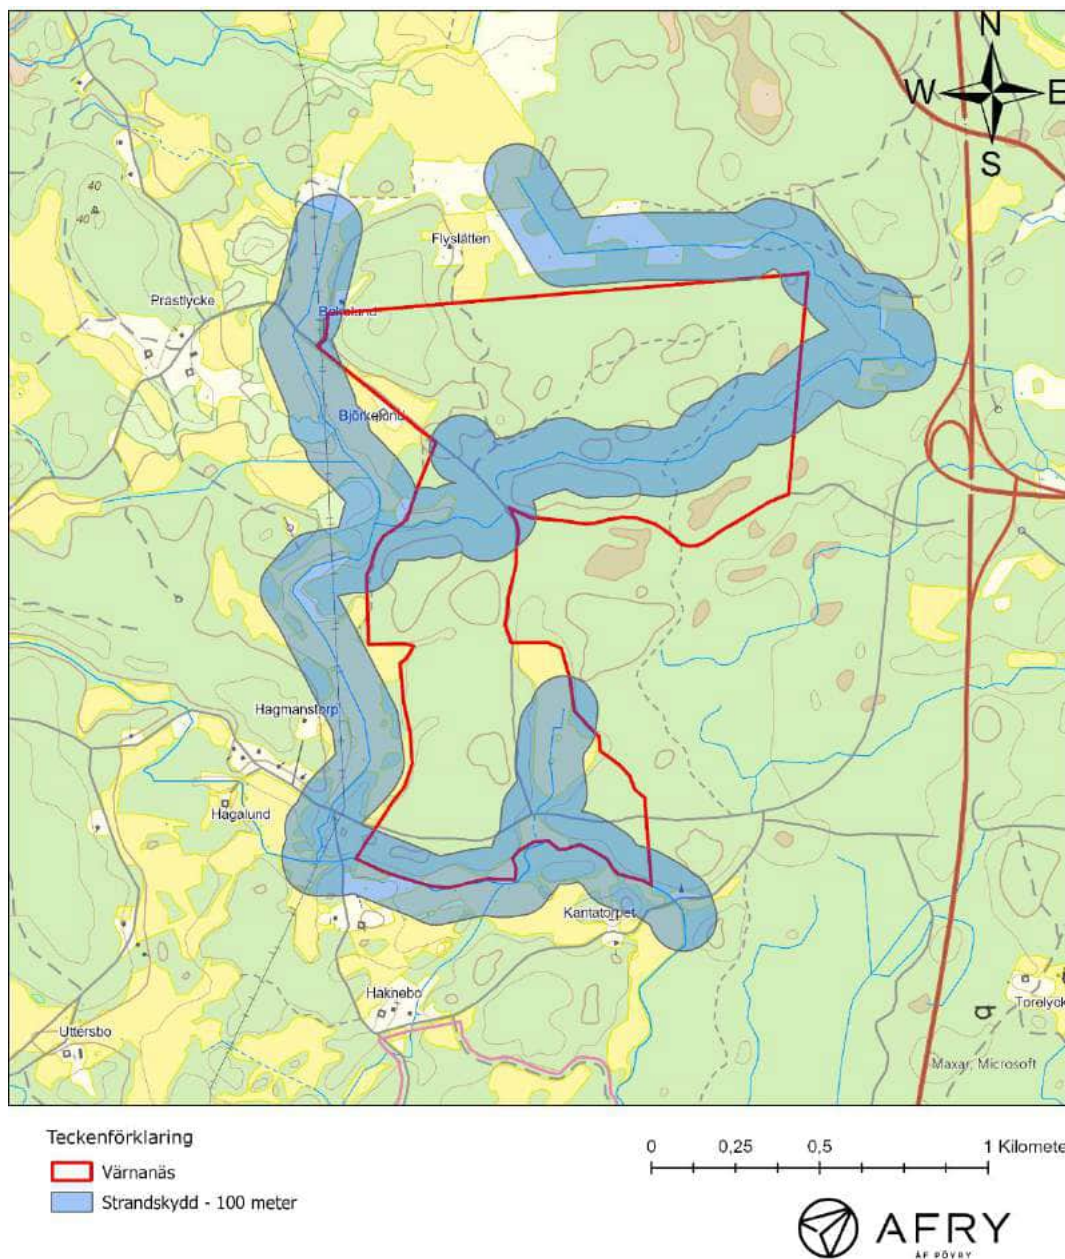 N
W
E
S
40
40
Flyslätten
Prästlycke
Bokelund
Björkelund
Hagmanstorp
Hagalund
Kantatorpet
Haknebo
Uttersbo
Torelyck
q
Maxar, Microsoft
Teckenförklaring
Värnanäs
Strandskydd - 100 meter
0 0,25 0,5 1 Kilomete
AFRY
ÅF PÖYRY